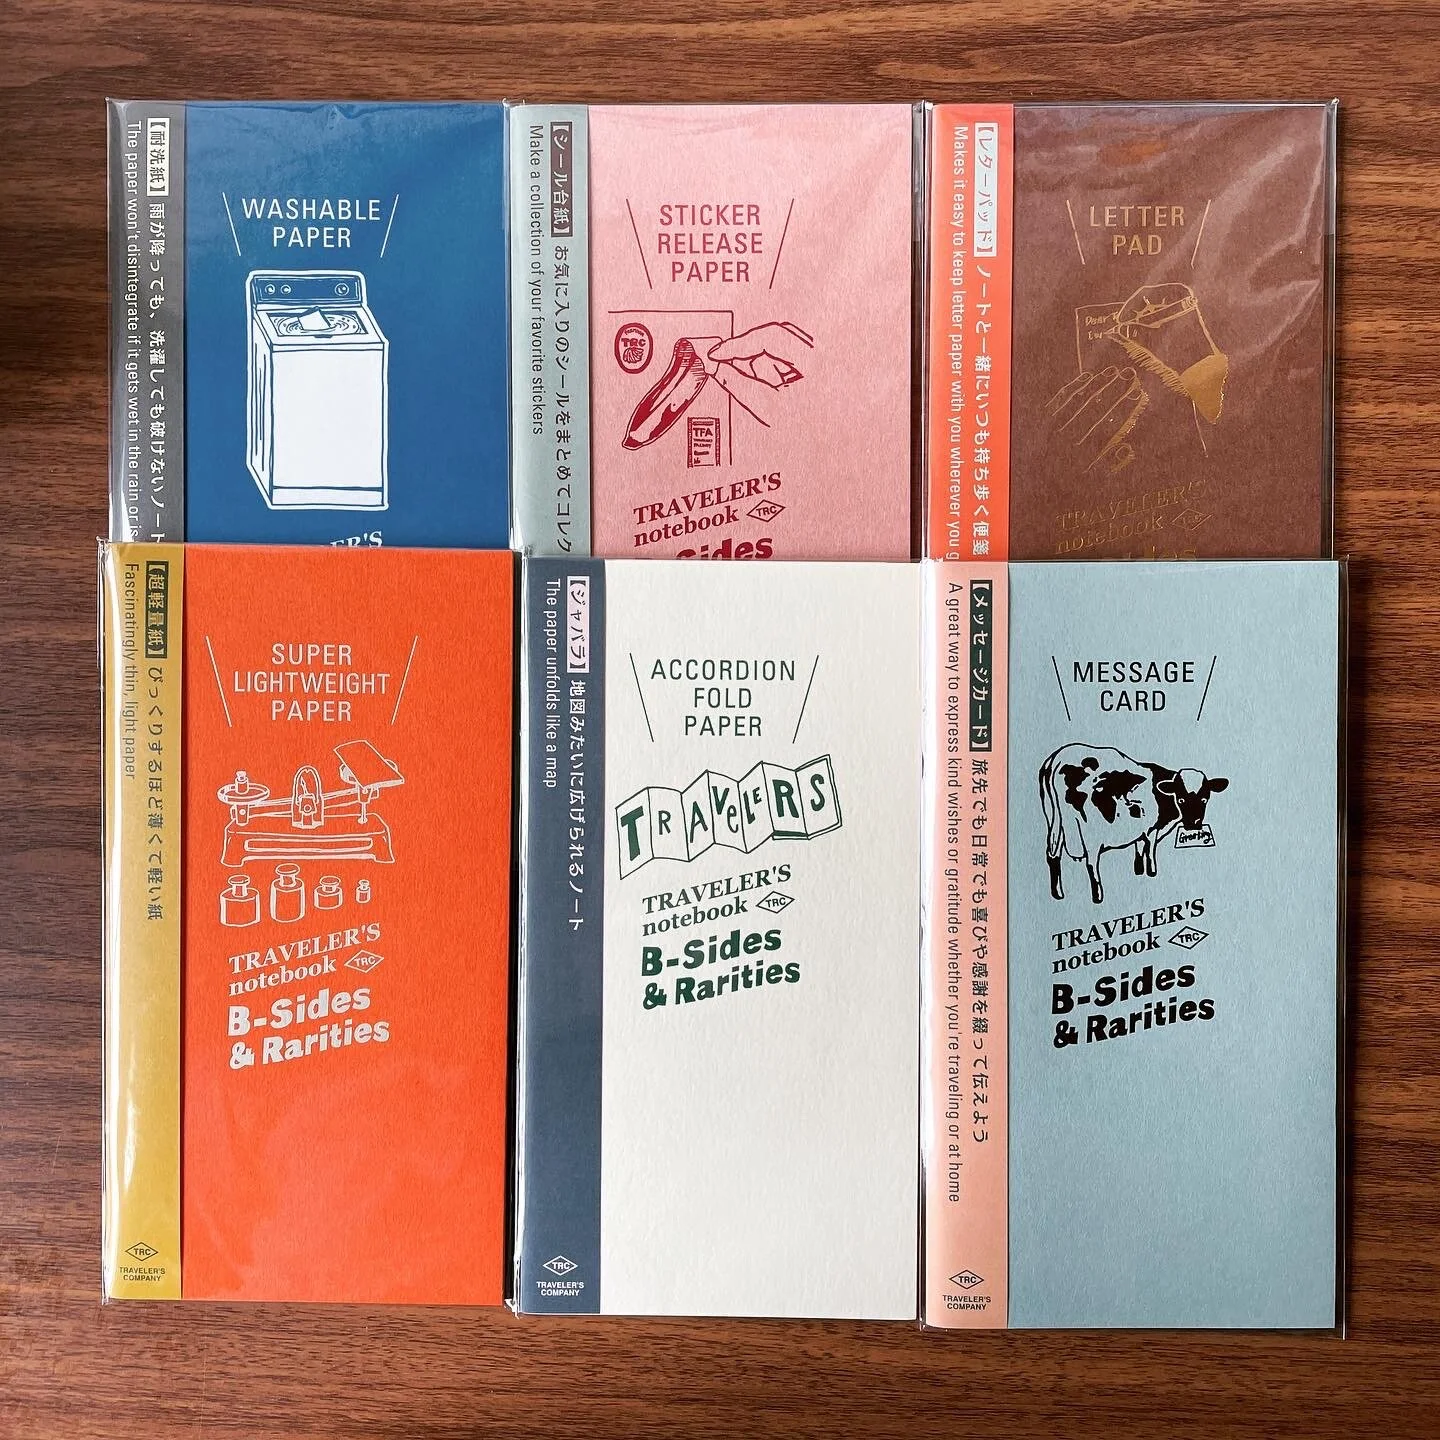 【耐洗紙】雨が降っても、洗濯しても破けないノート
The paper won't disintegrate if it gets wet in the rain or is
WASHABLE
PAPER
【シール台紙】お気に入りのシールをまとめてコレク
Make a collection of your favorite stickers
STICKER
RELEASE
PAPER
TRC
TFA
TRAVELER'S
notebook TRC
【レターパッド】ノートと一緒にいつも持ち歩く便箋
Makes it easy to keep letter paper with you wherever you g
LETTER
PAD
Dear
TRAVELER'S
notebook TRC
【超軽量紙】びっくりするほど薄くて軽い紙
Fascinatingly thin, light paper
SUPER
LIGHTWEIGHT
PAPER
TRAVELER'S
notebook TRC
B-Sides
& Rarities
TRC
TRAVELER'S
COMPANY
【ジャバラ】地図みたいに広げられるノート
The paper unfolds like a map
ACCORDION
FOLD
PAPER
TRAVELERS
TRAVELER'S
notebook TRC
B-Sides
& Rarities
TRC
TRAVELER'S
COMPANY
【メッセージカード】旅先でも日常でも喜びや感謝を綴って伝えよう
A great way to express kind wishes or gratitude whether you're traveling or at home
MESSAGE
CARD
Greeting
TRAVELER'S
notebook TRC
B-Sides
& Rarities
TRC
TRAVELER'S
COMPANY